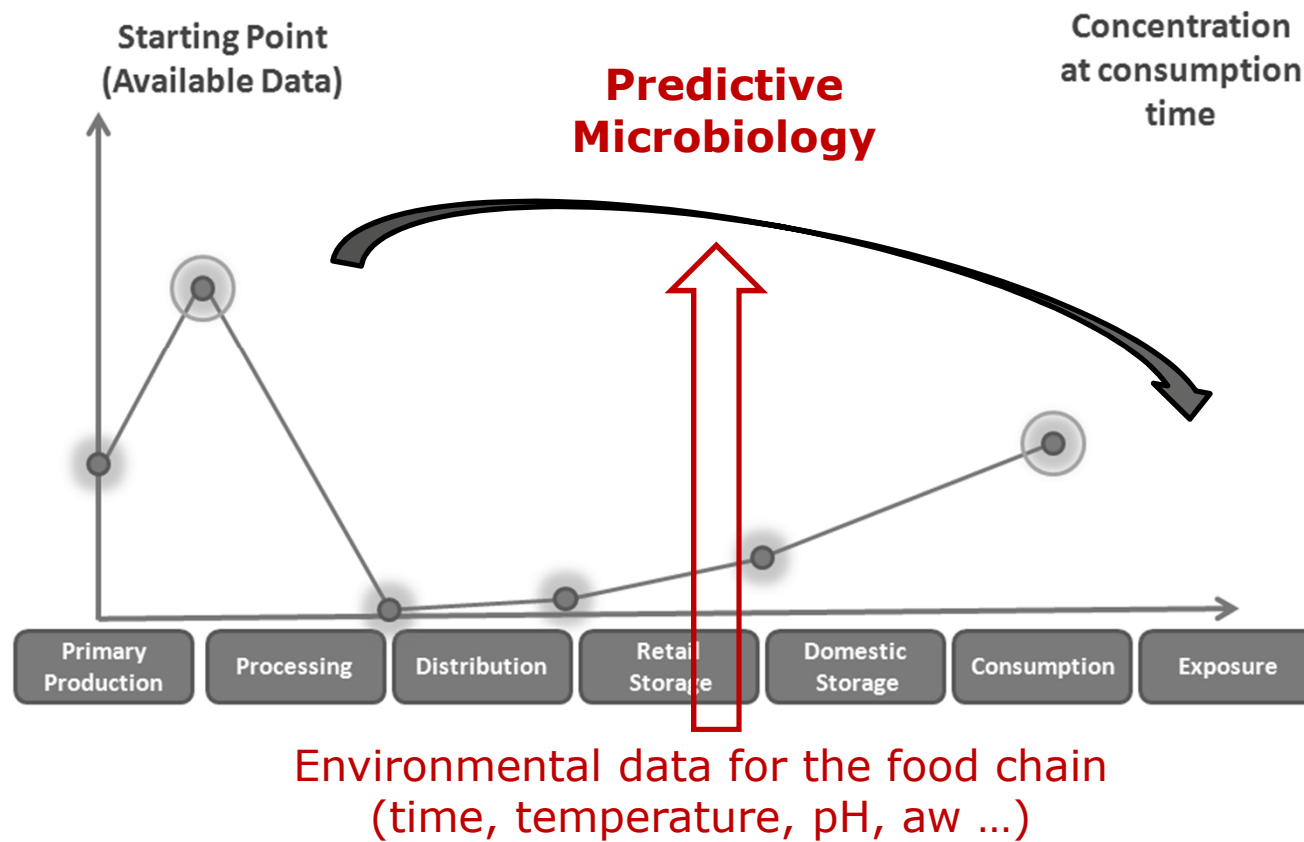 Starting Point
(Available Data)
Predictive
Microbiology
Concentration
at consumption
time
Primary
Production
Processing
Distribution
Retail
Storage
Domestic
Storage
Consumption
Exposure
Environmental data for the food chain
(time, temperature, pH, aw ...)